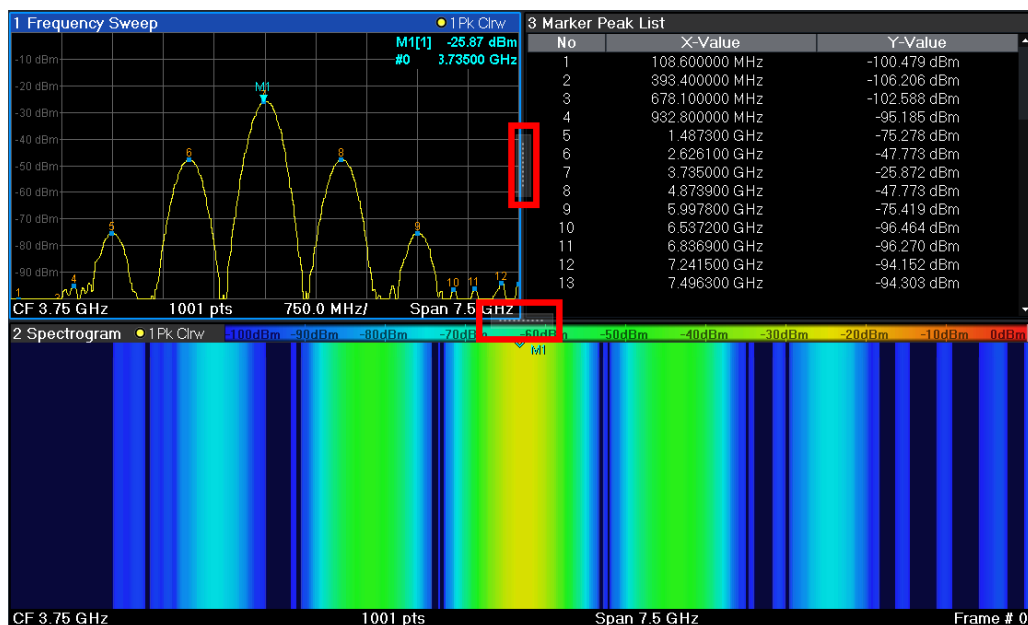 1 Frequency Sweep 1Pk Clrw
M1[1] -25.87 dBm
#0 3.73500 GHz
-10 dBm
-20 dBm
M1
-30 dBm
-40 dBm
6 8
-50 dBm
-60 dBm
-70 dBm
5 9
-80 dBm
-90 dBm
4 10 11 12
1
CF 3.75 GHz 1001 pts 750.0 MHz/ Span 7.5 GHz
3 Marker Peak List
No X-Value Y-Value
1 108.600000 MHz -100.479 dBm
2 393.400000 MHz -106.206 dBm
3 678.100000 MHz -102.588 dBm
4 932.800000 MHz -95.185 dBm
5 1.487300 GHz -75.278 dBm
6 2.626100 GHz -47.773 dBm
7 3.735000 GHz -25.872 dBm
8 4.873900 GHz -47.773 dBm
9 5.997800 GHz -75.419 dBm
10 6.537200 GHz -96.464 dBm
11 6.836900 GHz -96.270 dBm
12 7.241500 GHz -94.152 dBm
13 7.496300 GHz -94.303 dBm
2 Spectrogram 1Pk Clrw -100dBm -90dBm -80dBm -70dBm -60dBm -50dBm -40dBm -30dBm -20dBm -10dBm 0dBm
M1
CF 3.75 GHz 1001 pts Span 7.5 GHz Frame # 0